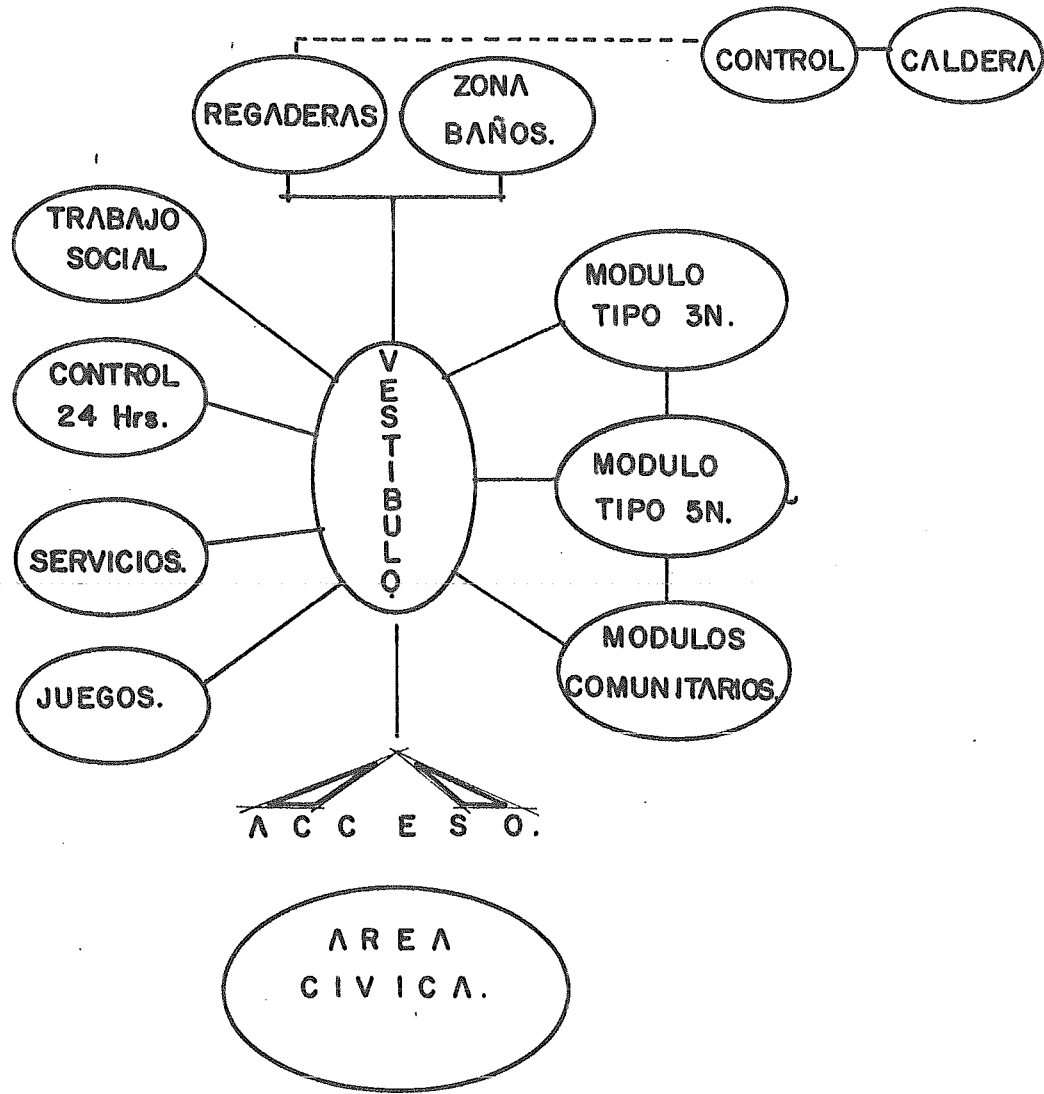 CONTROL
CALDERA
REGADERAS
ZONA
BAÑOS.
TRABAJO
SOCIAL
CONTROL
24 Hrs.
SERVICIOS.
JUEGOS.
VESTIBULO.
MODULO
TIPO 3N.
MODULO
TIPO 5N.
MODULOS
COMUNITARIOS.
ACCESO.
AREA
CIVICA.